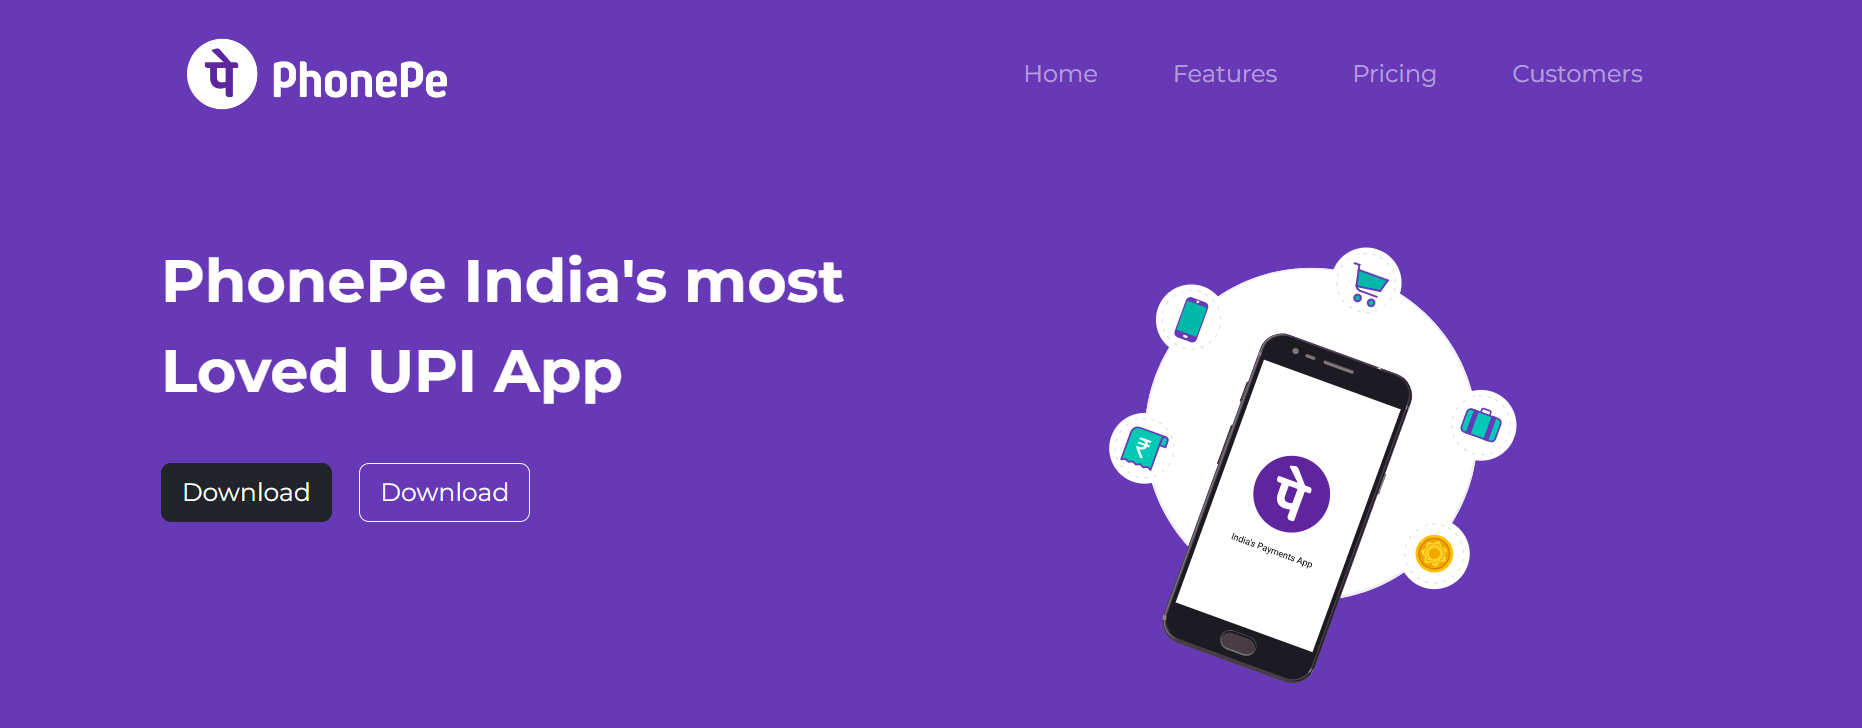 पे PhonePe
Home Features Pricing Customers
PhonePe India's most
Loved UPI App
Download Download
₹
पे
India's Payments App